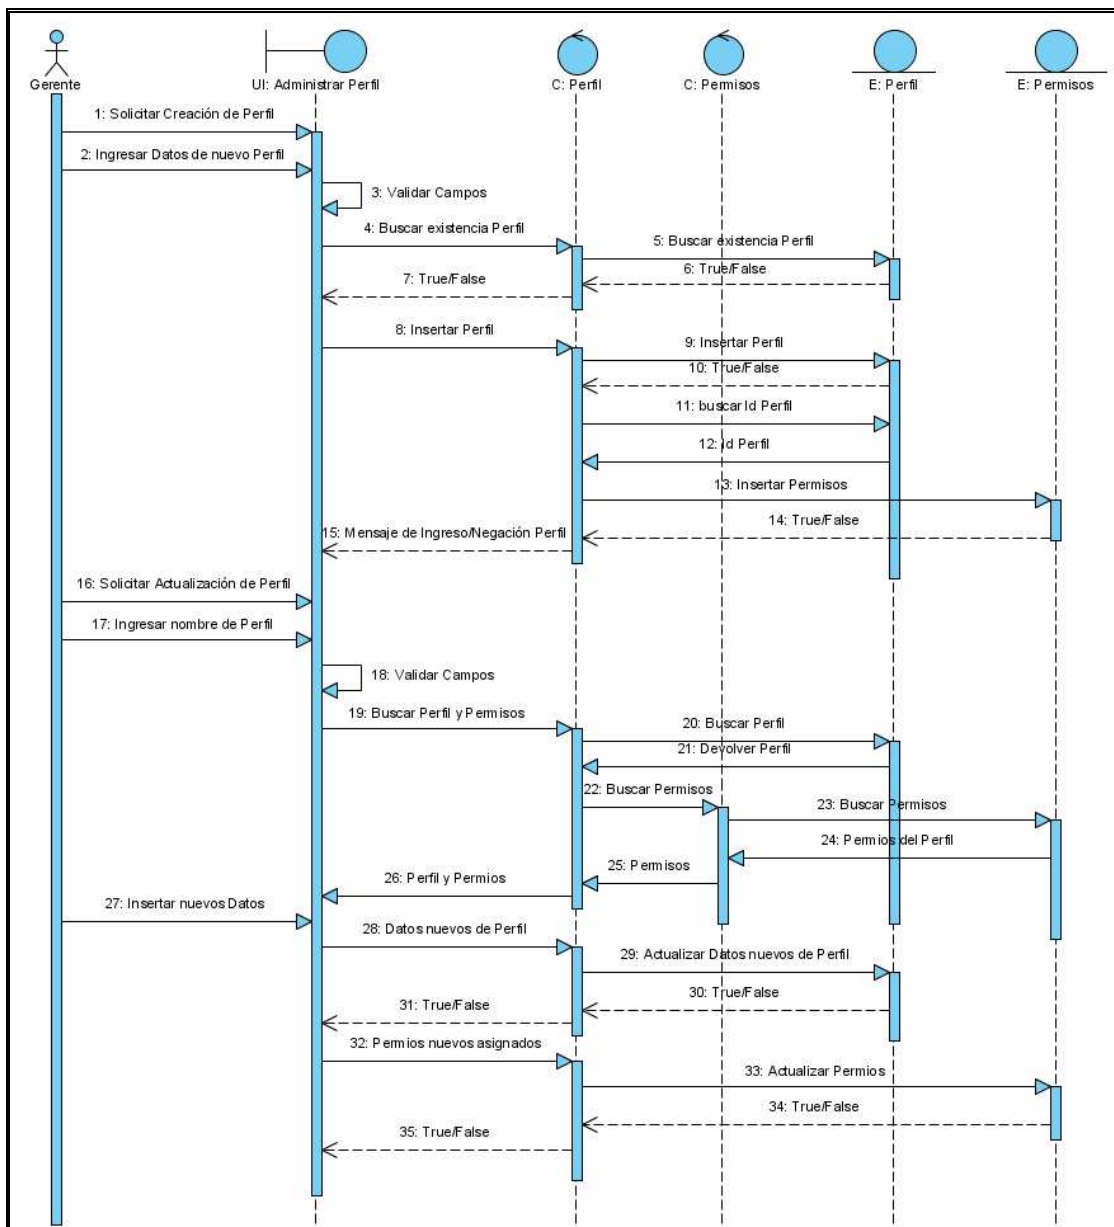 Gerente
UI: Administrar Perfil
C: Perfil
C: Permisos
E: Perfil
E: Permisos
1: Solicitar Creación de Perfil
2: Ingresar Datos de nuevo Perfil
3: Validar Campos
4: Buscar existencia Perfil
5: Buscar existencia Perfil
6: True/False
7: True/False
8: Insertar Perfil
9: Insertar Perfil
10: True/False
11: buscar Id Perfil
12: Id Perfil
13: Insertar Permisos
14: True/False
15: Mensaje de Ingreso/Negación Perfil
16: Solicitar Actualización de Perfil
17: Ingresar nombre de Perfil
18: Validar Campos
19: Buscar Perfil y Permisos
20: Buscar Perfil
21: Devolver Perfil
22: Buscar Permisos
23: Buscar Permisos
24: Permios del Perfil
25: Permisos
26: Perfil y Permios
27: Insertar nuevos Datos
28: Datos nuevos de Perfil
29: Actualizar Datos nuevos de Perfil
30: True/False
31: True/False
32: Permios nuevos asignados
33: Actualizar Permios
34: True/False
35: True/False